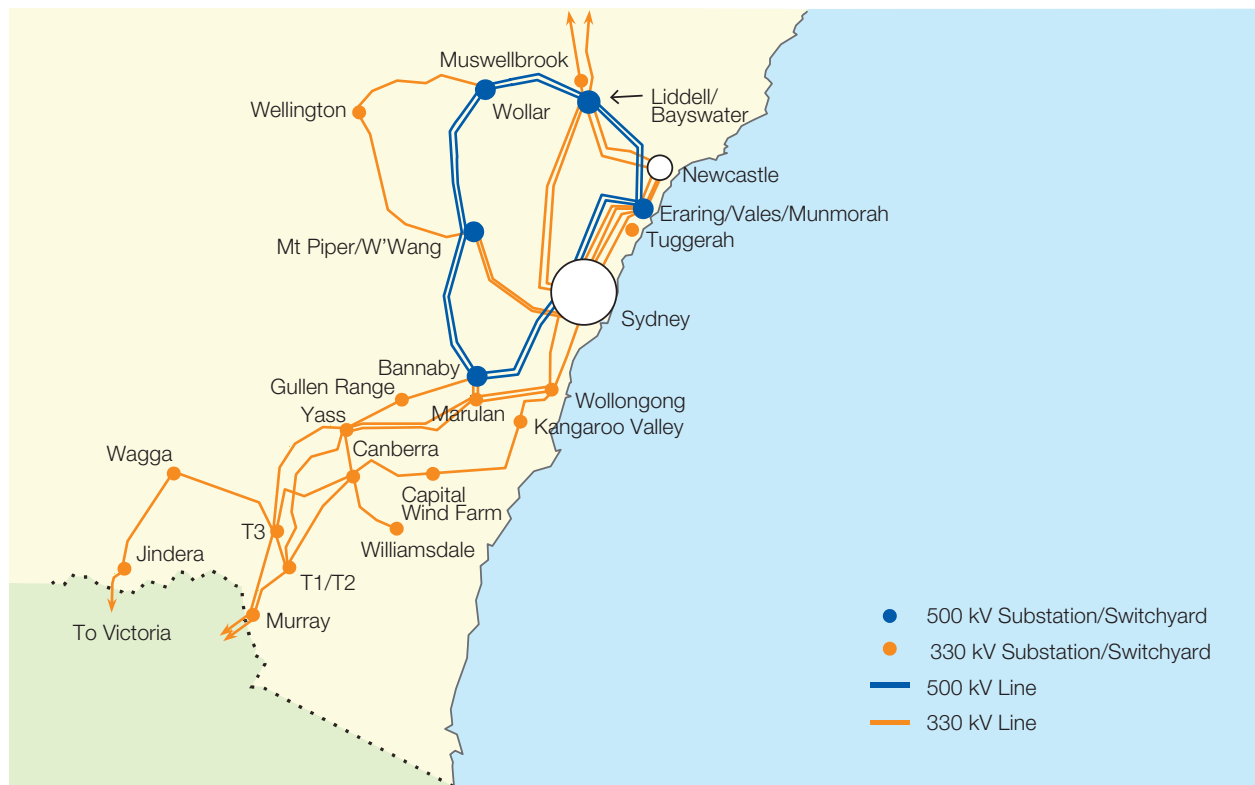 Muswellbrook
Wellington
Wollar
Liddell/
Bayswater
Newcastle
Eraring/Vales/Munmorah
Tuggerah
Mt Piper/W'Wang
Sydney
Bannaby
Gullen Range
Marulan
Wollongong
Yass
Kangaroo Valley
Canberra
Wagga
Capital
Wind Farm
T3
Williamsdale
Jindera
T1/T2
Murray
To Victoria
500 kV Substation/Switchyard
330 kV Substation/Switchyard
500 kV Line
330 kV Line